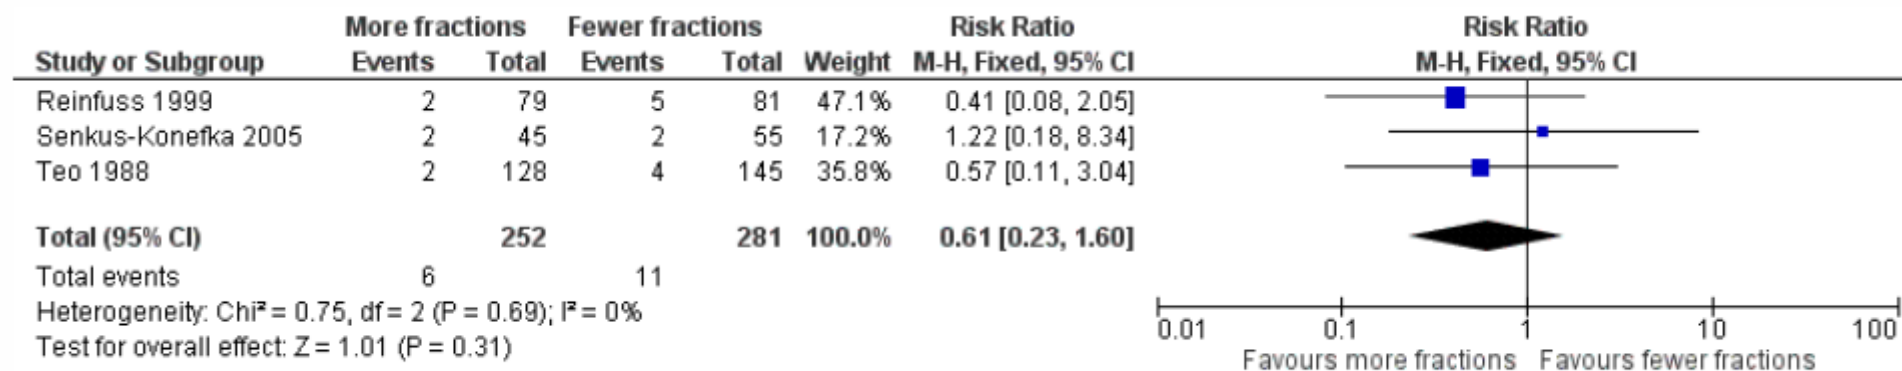 More fractions Fewer fractions Risk Ratio Risk Ratio
Study or Subgroup Events Total Events Total Weight M-H, Fixed, 95% CI M-H, Fixed, 95% CI
Reinfuss 1999 2 79 5 81 47.1% 0.41 [0.08, 2.05]
Senkus-Konefka 2005 2 45 2 55 17.2% 1.22 [0.18, 8.34]
Teo 1988 2 128 4 145 35.8% 0.57 [0.11, 3.04]
Total (95% CI) 252 281 100.0% 0.61 [0.23, 1.60]
Total events 6 11
Heterogeneity: Chi² = 0.75, df = 2 (P = 0.69); I² = 0%
Test for overall effect: Z = 1.01 (P = 0.31)
0.01 0.1 1 10 100
Favours more fractions Favours fewer fractions